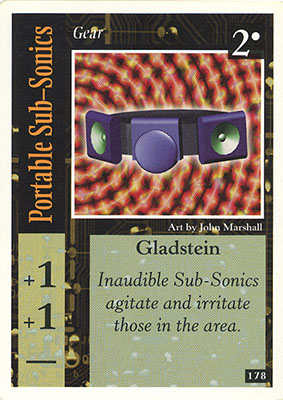 Portable Sub-Sonics
Gear
2•
Art by John Marshall
+1
+1
—
Gladstein
Inaudible Sub-Sonics
agitate and irritate
those in the area.
178